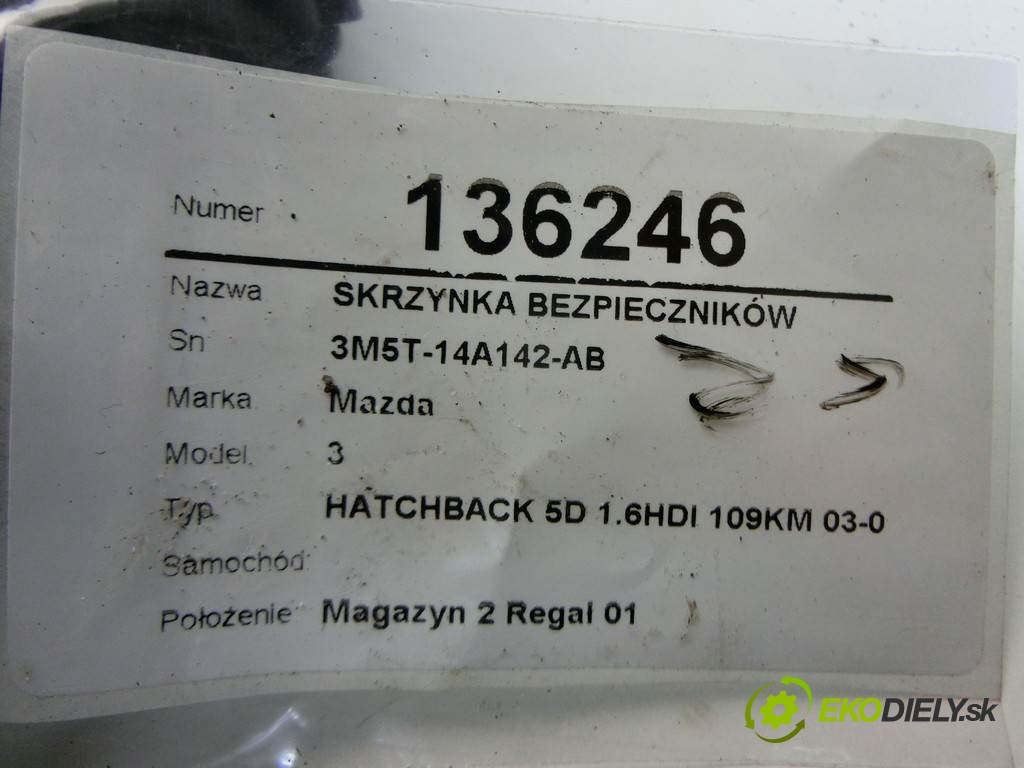 Numer 136246
Nazwa SKRZYNKA BEZPIECZNIKÓW
Sn 3M5T-14A142-AB
Marka Mazda
Model 3
Typ HATCHBACK 5D 1.6HDI 109KM 03-0
Samochód
Położenie Magazyn 2 Regal 01
EKODIELY.sk